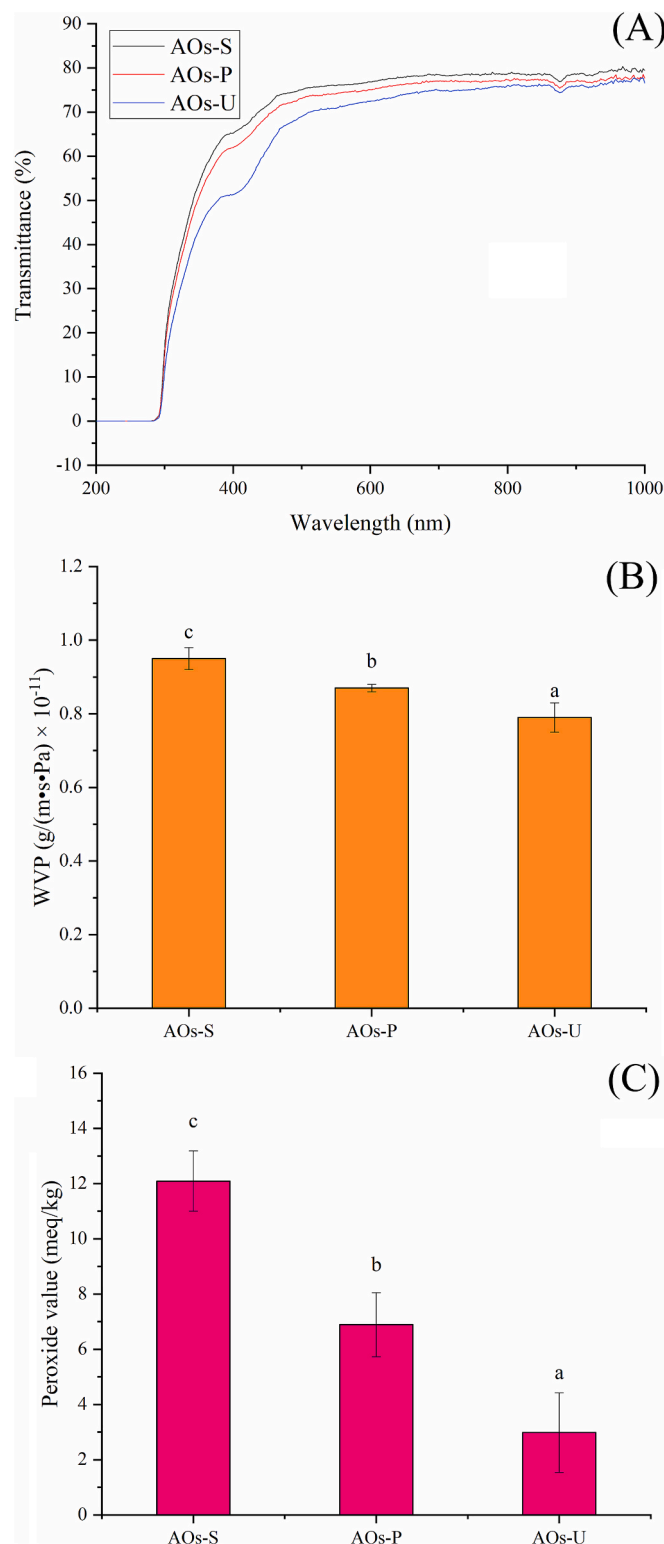 (A)
AOs-S
AOs-P
AOs-U
90
80
70
60
50
40
30
20
10
0
-10
Transmittance (%)
200 400 600 800 1000
Wavelength (nm)
(B)
1.2
1.0
0.8
0.6
0.4
0.2
0.0
WVP (g/(m•s•Pa) × 10⁻¹¹)
c
b
a
AOs-S AOs-P AOs-U
(C)
16
14
12
10
8
6
4
2
0
Peroxide value (meq/kg)
c
b
a
AOs-S AOs-P AOs-U